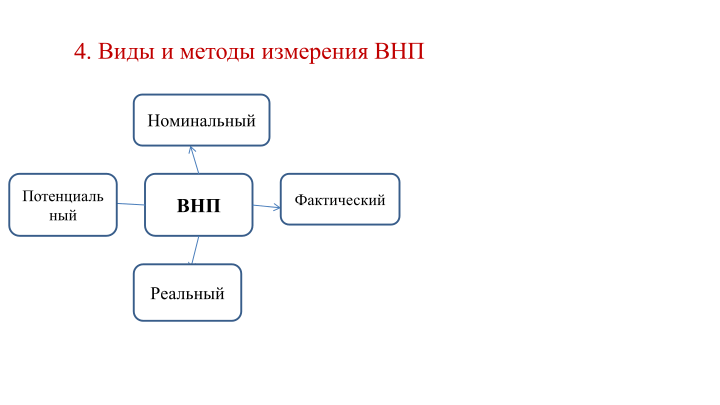 4. Виды и методы измерения ВНП
Номинальный
Потенциаль
ный
ВНП
Фактический
Реальный